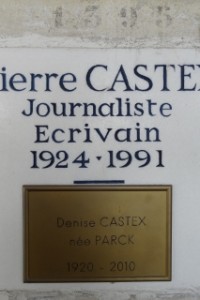 ierre CASTEX
Journaliste
Ecrivain
1924 · 1991
Denise CASTEX
née PARCK
1920 - 2010